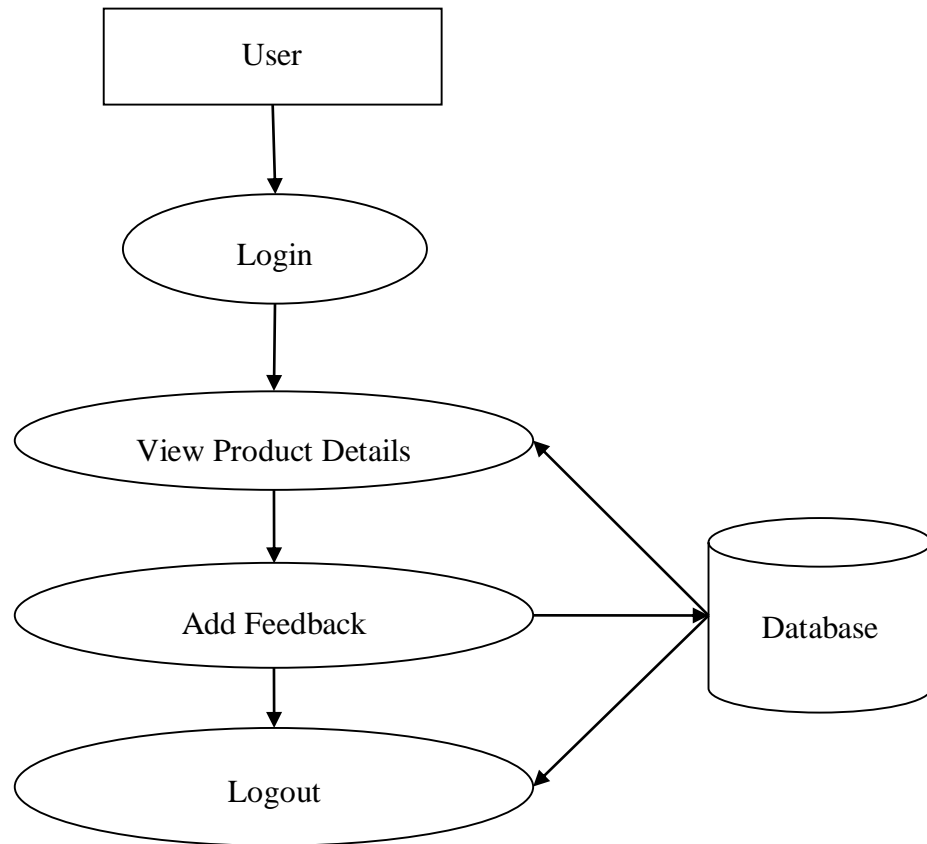 User
Login
View Product Details
Add Feedback
Database
Logout